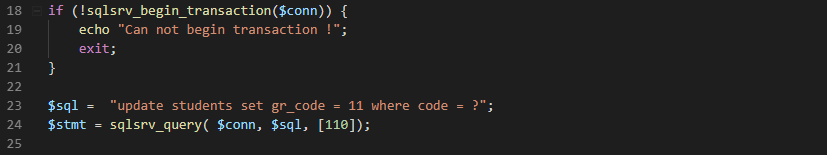 18 if (!sqlsrv_begin_transaction($conn)) {
19 echo "Can not begin transaction !";
20 exit;
21 }
22
23 $sql =  "update students set gr_code = 11 where code = ?";
24 $stmt = sqlsrv_query( $conn, $sql, [110]);
25